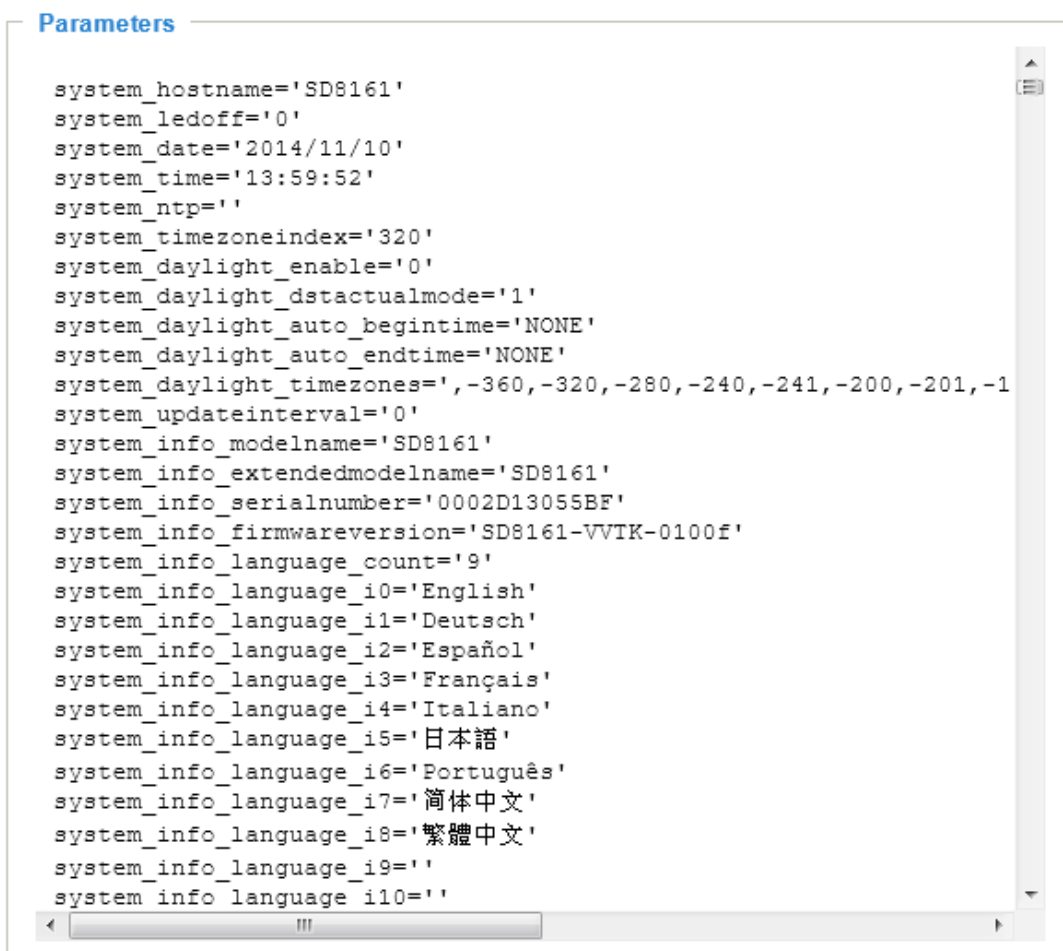 Parameters
system_hostname='SD8161'
system_ledoff='0'
system_date='2014/11/10'
system_time='13:59:52'
system_ntp=''
system_timezoneindex='320'
system_daylight_enable='0'
system_daylight_dstactualmode='1'
system_daylight_auto_begintime='NONE'
system_daylight_auto_endtime='NONE'
system_daylight_timezones=',-360,-320,-280,-240,-241,-200,-201,-1
system_updateinterval='0'
system_info_modelname='SD8161'
system_info_extendedmodelname='SD8161'
system_info_serialnumber='0002D13055BF'
system_info_firmwareversion='SD8161-VVTK-0100f'
system_info_language_count='9'
system_info_language_i0='English'
system_info_language_i1='Deutsch'
system_info_language_i2='Español'
system_info_language_i3='Français'
system_info_language_i4='Italiano'
system_info_language_i5='日本語'
system_info_language_i6='Português'
system_info_language_i7='简体中文'
system_info_language_i8='繁體中文'
system_info_language_i9=''
system_info_language_i10=''